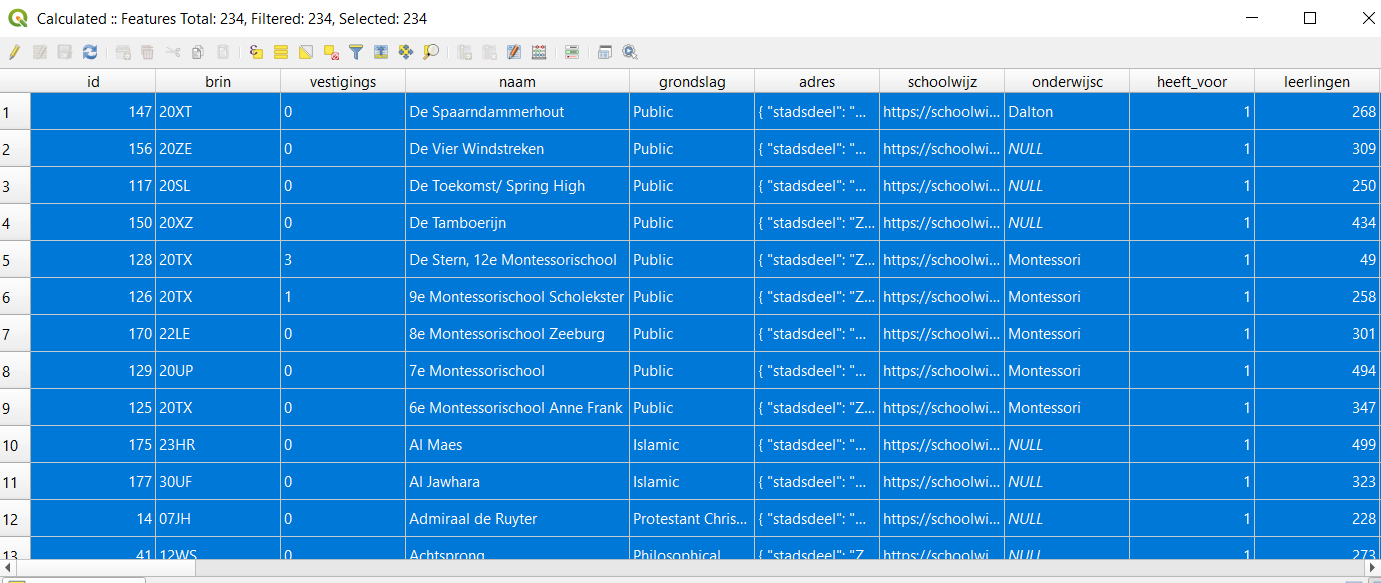 Calculated :: Features Total: 234, Filtered: 234, Selected: 234
id brin vestigings naam grondslag adres schoolwijz onderwijsc heeft_voor leerlingen
1 147 20XT 0 De Spaarndammerhout Public { "stadsdeel": "... https://schoolwi... Dalton 1 268
2 156 20ZE 0 De Vier Windstreken Public { "stadsdeel": "... https://schoolwi... NULL 1 309
3 117 20SL 0 De Toekomst/ Spring High Public { "stadsdeel": "... https://schoolwi... NULL 1 250
4 150 20XZ 0 De Tamboerijn Public { "stadsdeel": "Z... https://schoolwi... NULL 1 434
5 128 20TX 3 De Stern, 12e Montessorischool Public { "stadsdeel": "Z... https://schoolwi... Montessori 1 49
6 126 20TX 1 9e Montessorischool Scholekster Public { "stadsdeel": "Z... https://schoolwi... Montessori 1 258
7 170 22LE 0 8e Montessorischool Zeeburg Public { "stadsdeel": "... https://schoolwi... Montessori 1 301
8 129 20UP 0 7e Montessorischool Public { "stadsdeel": "... https://schoolwi... Montessori 1 494
9 125 20TX 0 6e Montessorischool Anne Frank Public { "stadsdeel": "Z... https://schoolwi... Montessori 1 347
10 175 23HR 0 Al Maes Islamic { "stadsdeel": "... https://schoolwi... NULL 1 499
11 177 30UF 0 Al Jawhara Islamic { "stadsdeel": "... https://schoolwi... NULL 1 323
12 14 07JH 0 Admiraal de Ruyter Protestant Chris... { "stadsdeel": "... https://schoolwi... NULL 1 228
13 41 12WS 0 Achtsprong Philosophical { "stadsdeel": "Z... https://schoolwi... NULL 1 273